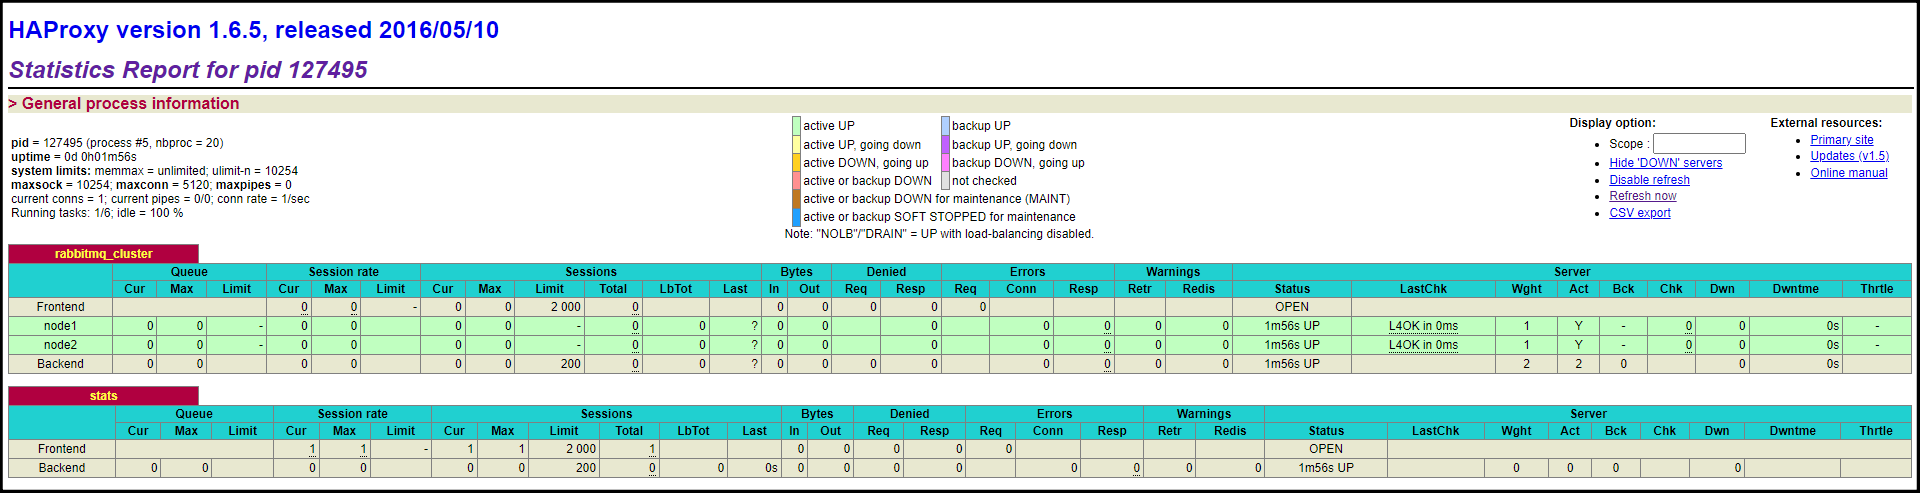 HAProxy version 1.6.5, released 2016/05/10
Statistics Report for pid 127495
> General process information
pid = 127495 (process #5, nbproc = 20)
uptime = 0d 0h01m56s
system limits: memmax = unlimited; ulimit-n = 10254
maxsock = 10254; maxconn = 5120; maxpipes = 0
current conns = 1; current pipes = 0/0; conn rate = 1/sec
Running tasks: 1/6; idle = 100 %
active UP backup UP
active UP, going down backup UP, going down
active DOWN, going up backup DOWN, going up
active or backup DOWN not checked
active or backup DOWN for maintenance (MAINT)
active or backup SOFT STOPPED for maintenance
Note: "NOLB"/"DRAIN" = UP with load-balancing disabled.
Display option:
• Scope :
• Hide 'DOWN' servers
• Disable refresh
• Refresh now
• CSV export
External resources:
• Primary site
• Updates (v1.5)
• Online manual
rabbitmq_cluster
Queue Session rate Sessions Bytes Denied Errors Warnings Server
Cur Max Limit Cur Max Limit Cur Max Limit Total LbTot Last In Out Req Resp Req Conn Resp Retr Redis Status LastChk Wght Act Bck Chk Dwn Dwntme Thrtle
Frontend 0 0 - 0 0 2 000 0 0 0 0 0 0 OPEN
node1 0 0 - 0 0 0 0 - 0 0 ? 0 0 0 0 0 0 0 1m56s UP L4OK in 0ms 1 Y - 0 0 0s -
node2 0 0 - 0 0 0 0 - 0 0 ? 0 0 0 0 0 0 0 1m56s UP L4OK in 0ms 1 Y - 0 0 0s -
Backend 0 0 0 0 0 0 200 0 0 ? 0 0 0 0 0 0 0 0 1m56s UP 2 2 0 0 0s
stats
Queue Session rate Sessions Bytes Denied Errors Warnings Server
Cur Max Limit Cur Max Limit Cur Max Limit Total LbTot Last In Out Req Resp Req Conn Resp Retr Redis Status LastChk Wght Act Bck Chk Dwn Dwntme Thrtle
Frontend 1 1 - 1 1 2 000 1 0 0 0 0 0 OPEN
Backend 0 0 0 0 0 0 200 0 0 0s 0 0 0 0 0 0 0 0 1m56s UP 0 0 0 0